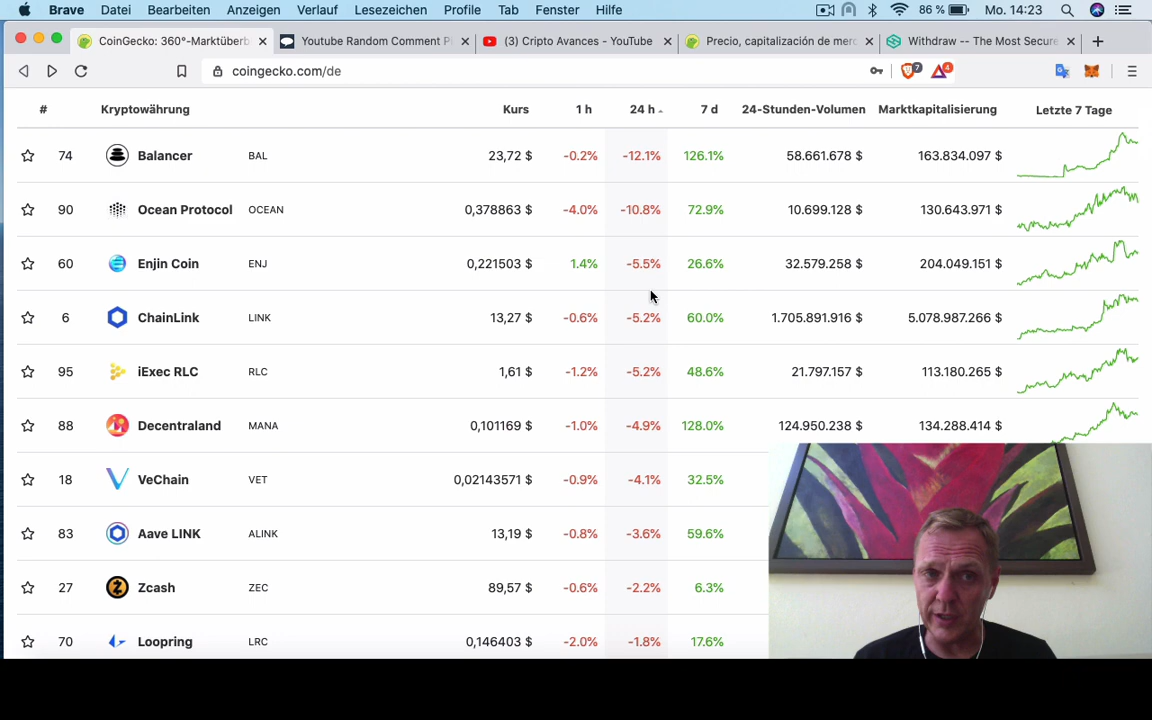 Brave Datei Bearbeiten Anzeigen Verlauf Lesezeichen Profile Tab Fenster Hilfe 86 % Mo. 14:23
CoinGecko: 360°-Marktüberb Youtube Random Comment Pi (3) Cripto Avances - YouTube Precio, capitalización de merc Withdraw -- The Most Secure
coingecko.com/de 7 4
# Kryptowährung Kurs 1 h 24 h 7 d 24-Stunden-Volumen Marktkapitalisierung Letzte 7 Tage
74 Balancer BAL 23,72 $ -0.2% -12.1% 126.1% 58.661.678 $ 163.834.097 $
90 Ocean Protocol OCEAN 0,378863 $ -4.0% -10.8% 72.9% 10.699.128 $ 130.643.971 $
60 Enjin Coin ENJ 0,221503 $ 1.4% -5.5% 26.6% 32.579.258 $ 204.049.151 $
6 ChainLink LINK 13,27 $ -0.6% -5.2% 60.0% 1.705.891.916 $ 5.078.987.266 $
95 iExec RLC RLC 1,61 $ -1.2% -5.2% 48.6% 21.797.157 $ 113.180.265 $
88 Decentraland MANA 0,101169 $ -1.0% -4.9% 128.0% 124.950.238 $ 134.288.414 $
18 VeChain VET 0,02143571 $ -0.9% -4.1% 32.5%
83 Aave LINK ALINK 13,19 $ -0.8% -3.6% 59.6%
27 Zcash ZEC 89,57 $ -0.6% -2.2% 6.3%
70 Loopring LRC 0,146403 $ -2.0% -1.8% 17.6%